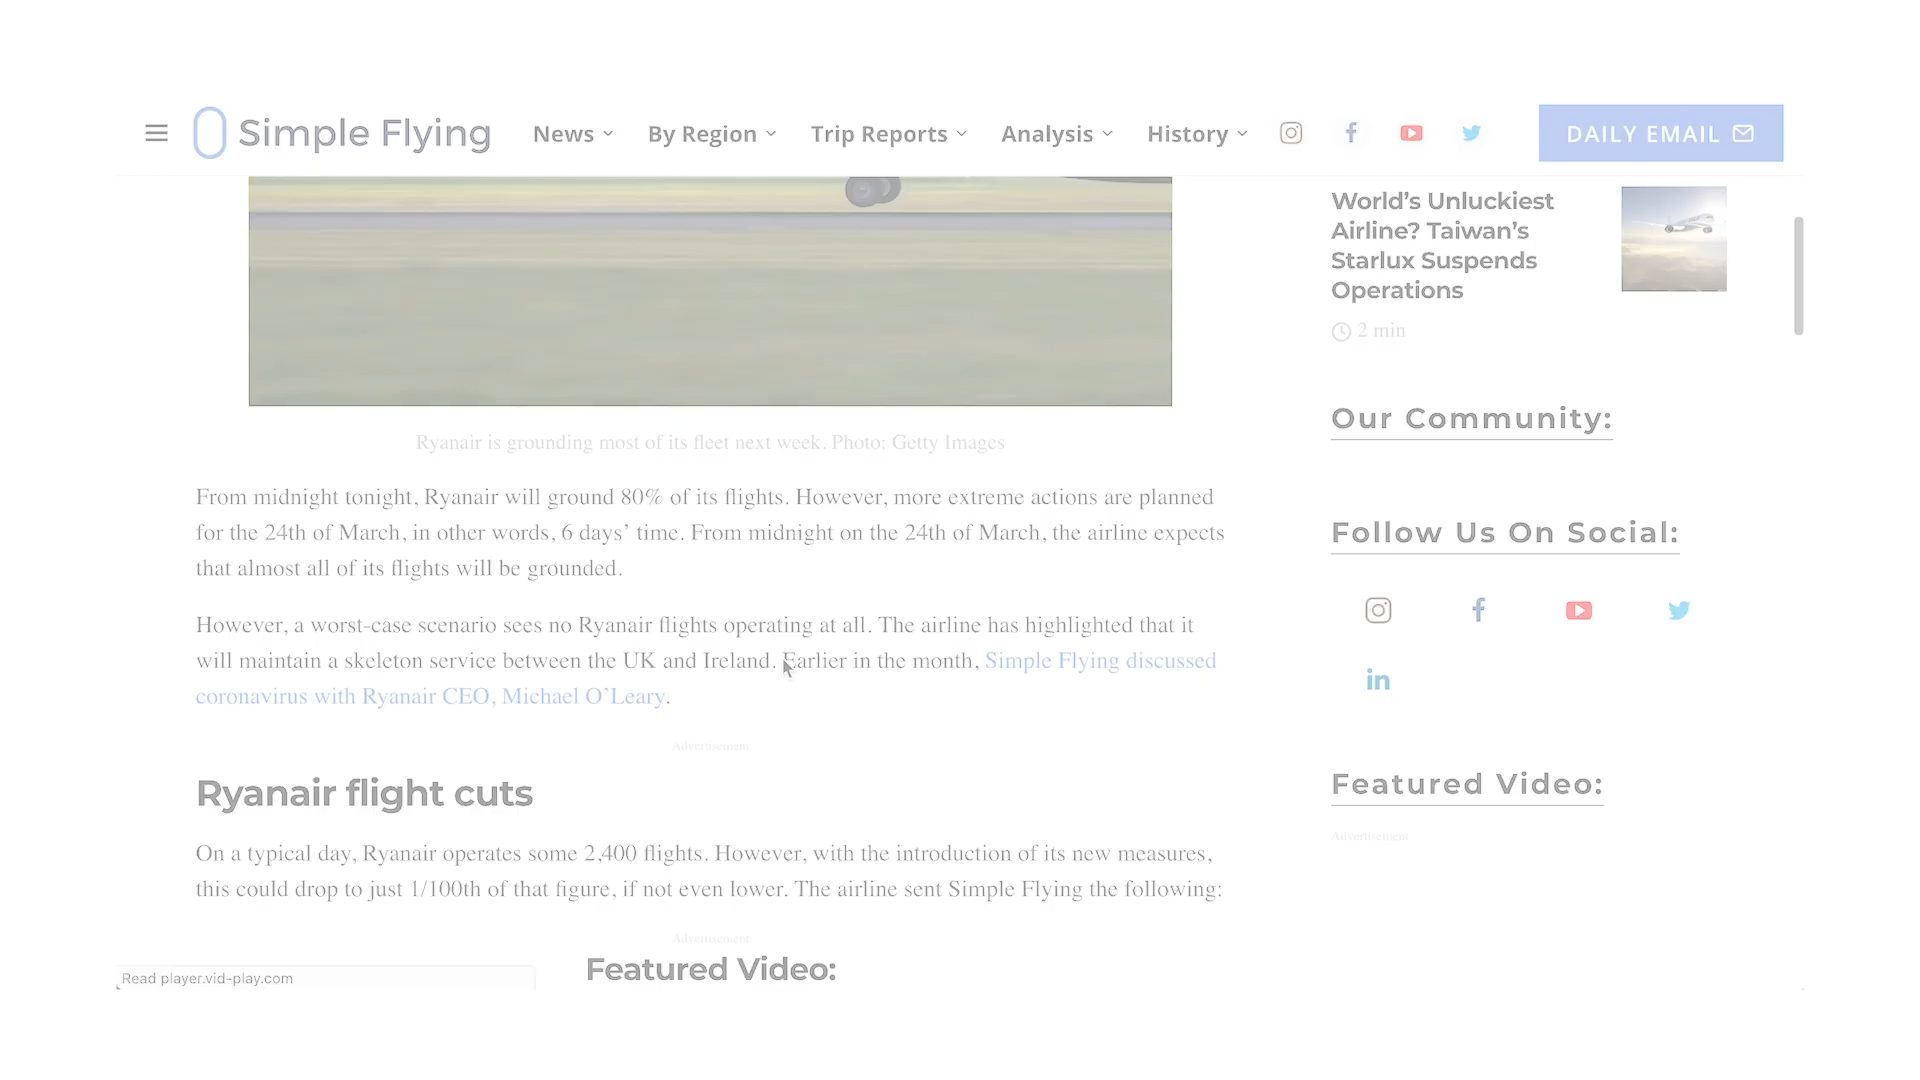 Simple Flying
News
By Region
Trip Reports
Analysis
History
DAILY EMAIL
World’s Unluckiest
Airline? Taiwan’s
Starlux Suspends
Operations
2 min
Our Community:
Follow Us On Social:
Featured Video:
Advertisement
Ryanair is grounding most of its fleet next week. Photo: Getty Images
From midnight tonight, Ryanair will ground 80% of its flights. However, more extreme actions are planned
for the 24th of March, in other words, 6 days’ time. From midnight on the 24th of March, the airline expects
that almost all of its flights will be grounded.
However, a worst-case scenario sees no Ryanair flights operating at all. The airline has highlighted that it
will maintain a skeleton service between the UK and Ireland. Earlier in the month, Simple Flying discussed
coronavirus with Ryanair CEO, Michael O’Leary.
Advertisement
Ryanair flight cuts
On a typical day, Ryanair operates some 2,400 flights. However, with the introduction of its new measures,
this could drop to just 1/100th of that figure, if not even lower. The airline sent Simple Flying the following:
Advertisement
Featured Video:
Read player.vid-play.com